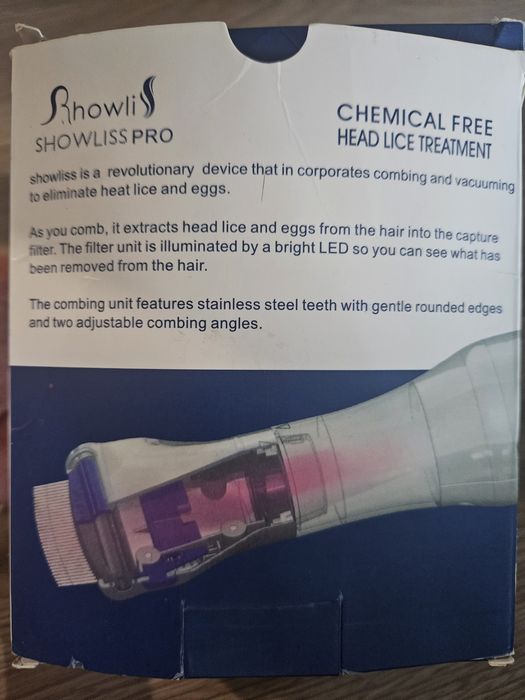 Showlis
SHOWLISS PRO
CHEMICAL FREE
HEAD LICE TREATMENT
showliss is a revolutionary device that in corporates combing and vacuuming
to eliminate heat lice and eggs.
As you comb, it extracts head lice and eggs from the hair into the capture
filter. The filter unit is illuminated by a bright LED so you can see what has
been removed from the hair.
The combing unit features stainless steel teeth with gentle rounded edges
and two adjustable combing angles.